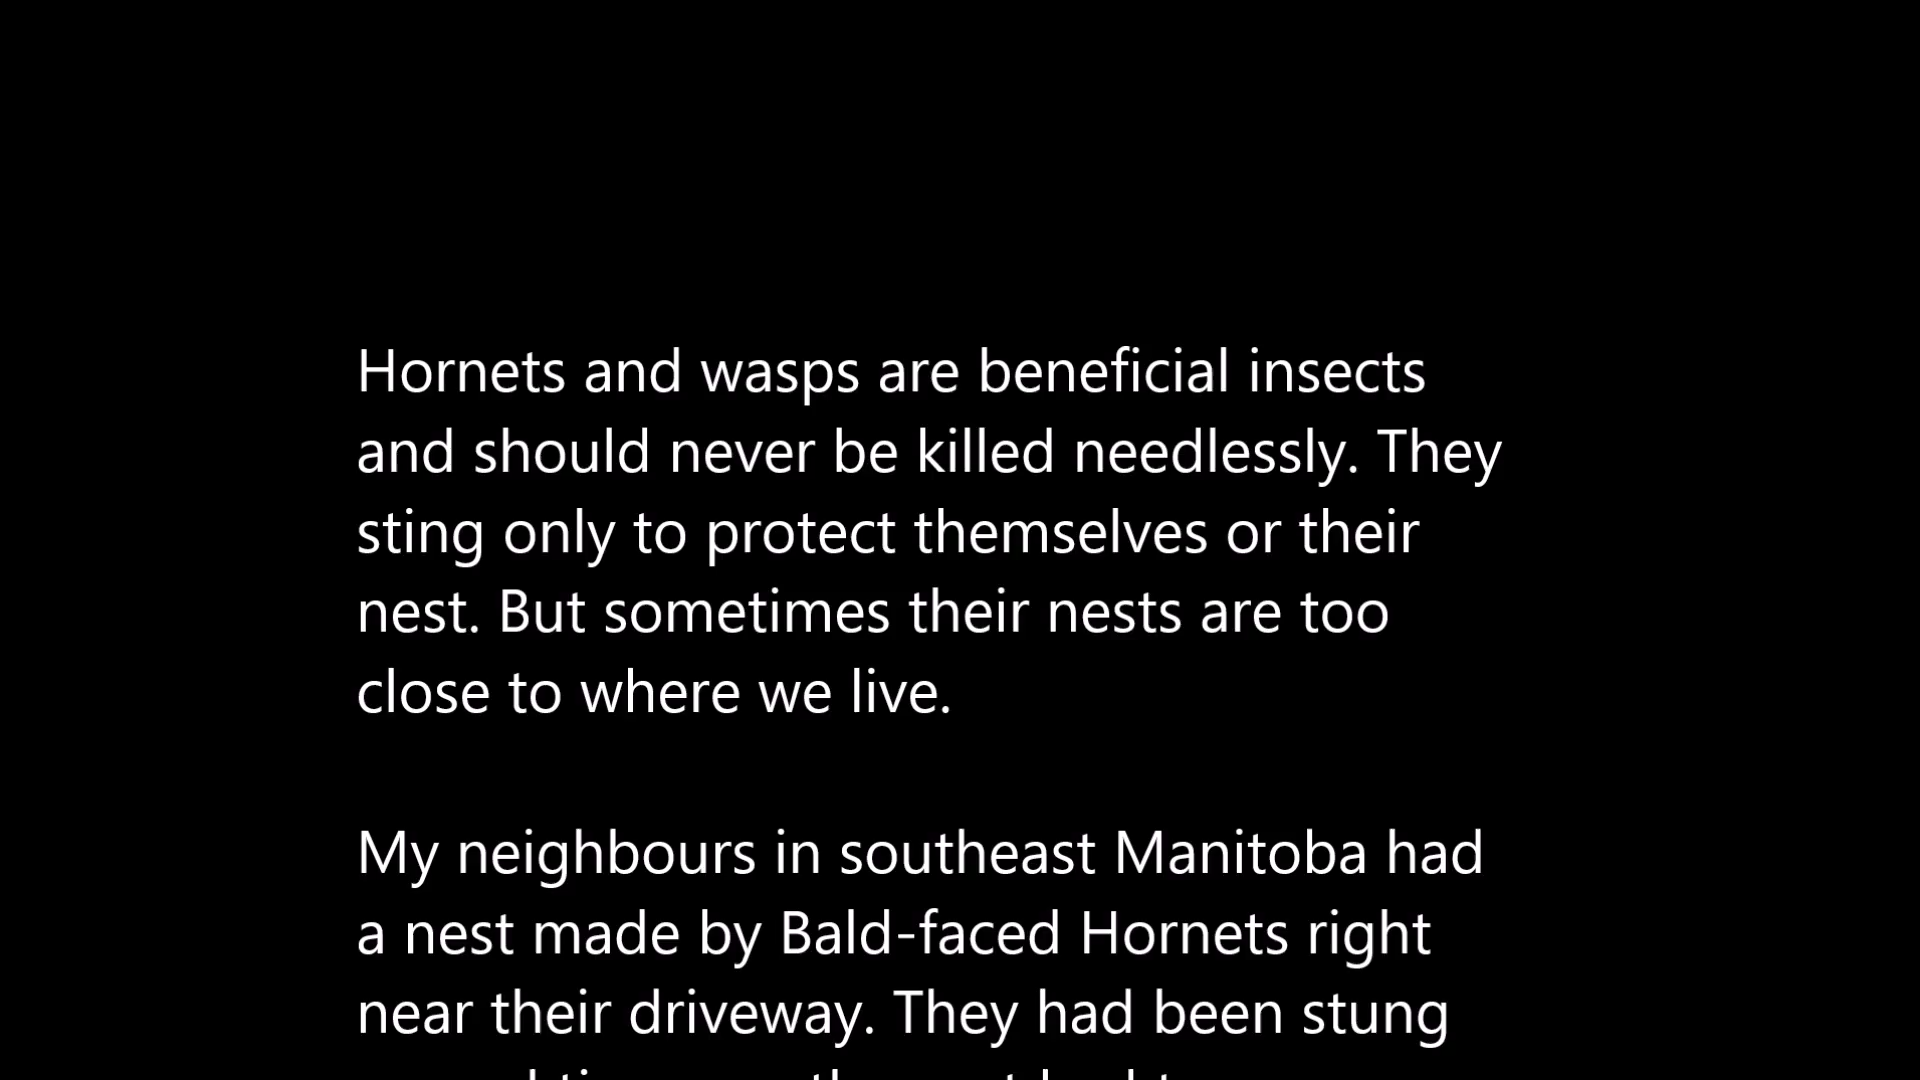 Hornets and wasps are beneficial insects
and should never be killed needlessly. They
sting only to protect themselves or their
nest. But sometimes their nests are too
close to where we live.
My neighbours in southeast Manitoba had
a nest made by Bald-faced Hornets right
near their driveway. They had been stung